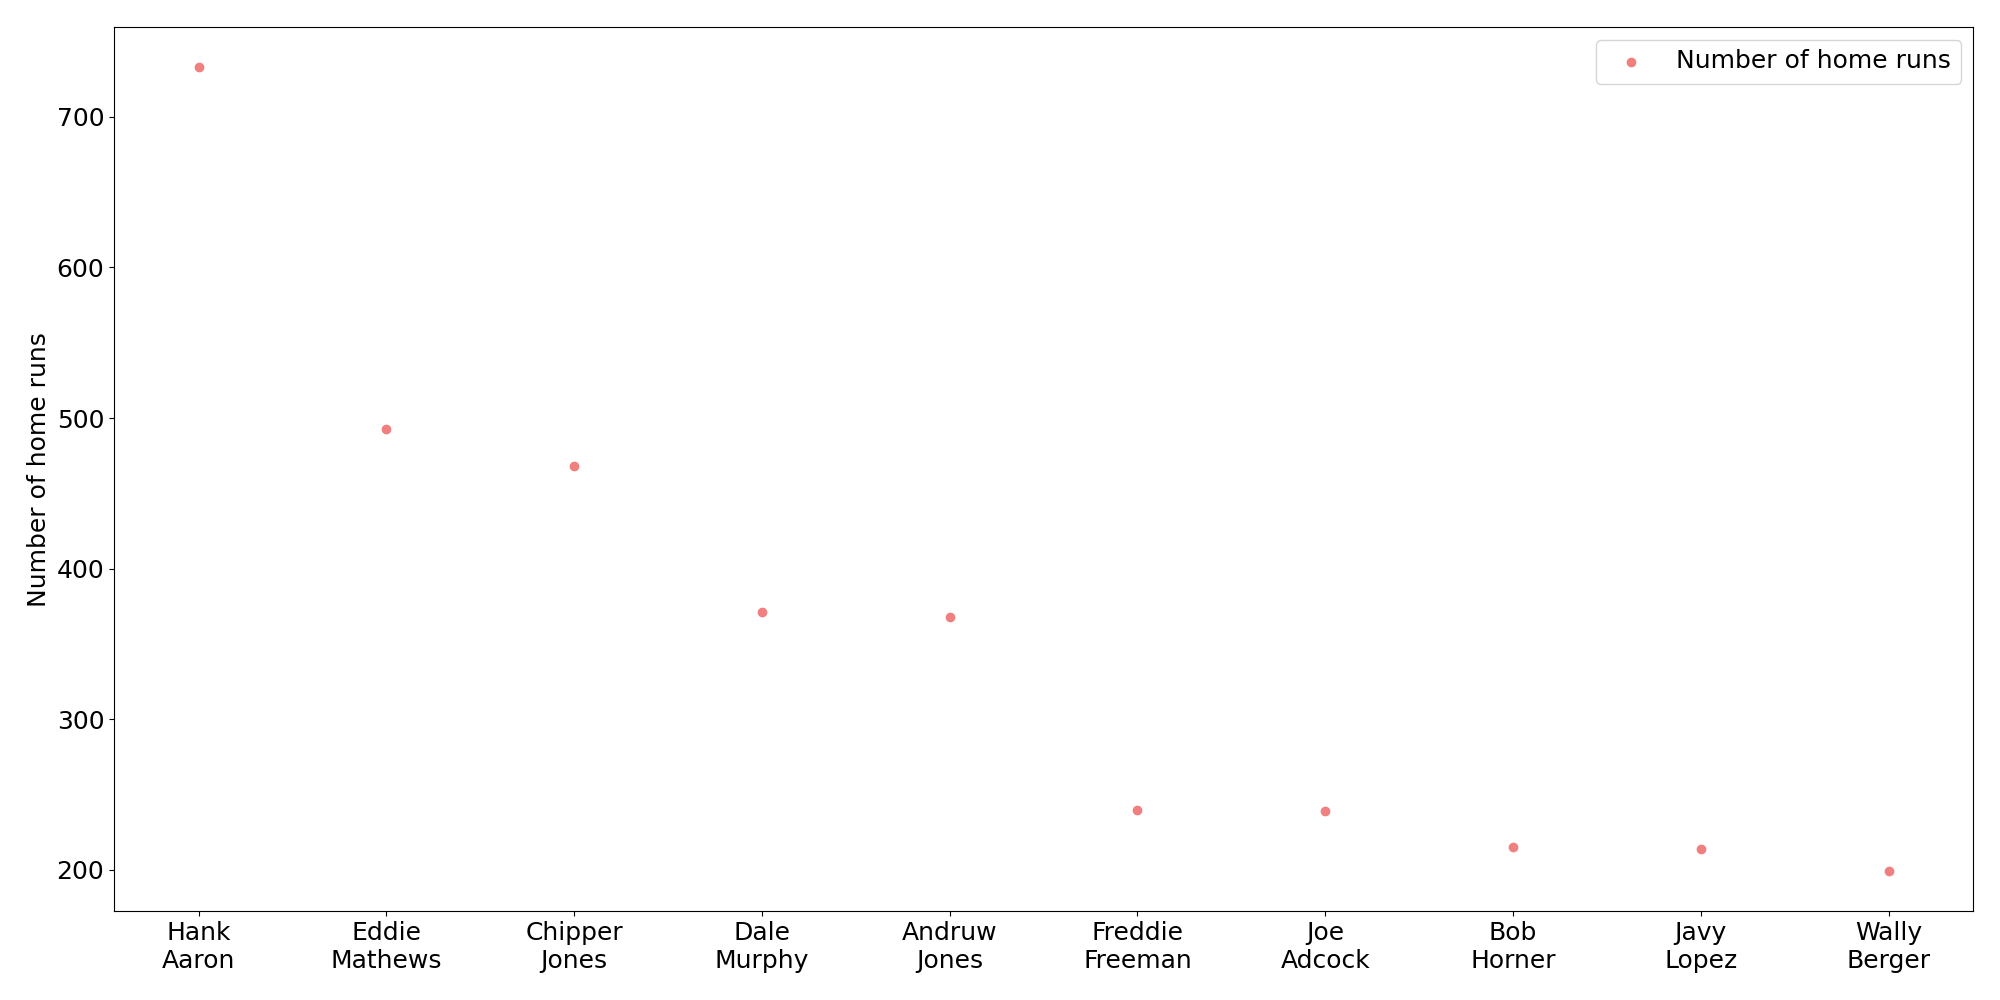 Number of home runs
700
600
500
400
300
200
Number of home runs
Hank
Aaron
Eddie
Mathews
Chipper
Jones
Dale
Murphy
Andruw
Jones
Freddie
Freeman
Joe
Adcock
Bob
Horner
Javy
Lopez
Wally
Berger